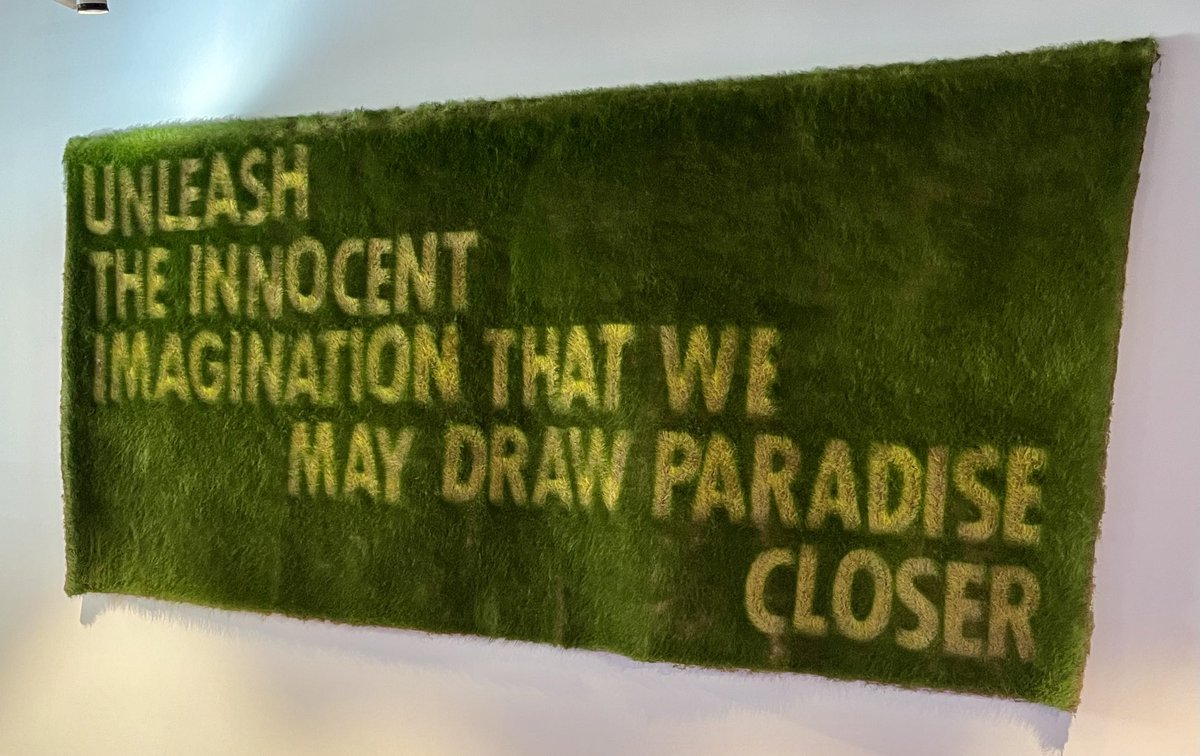 UNLEASH
THE INNOCENT
IMAGINATION THAT WE
MAY DRAW PARADISE
CLOSER